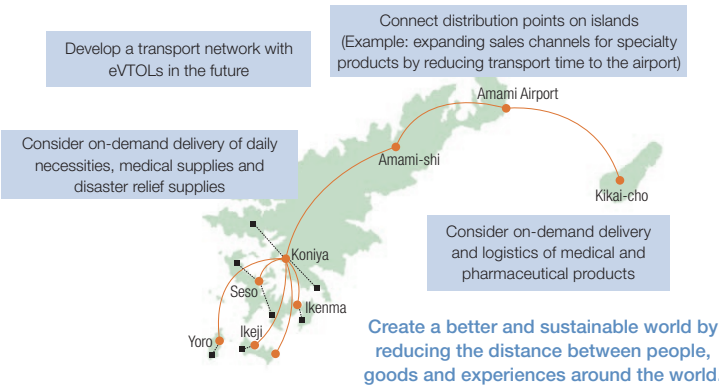 Connect distribution points on islands
(Example: expanding sales channels for specialty
products by reducing transport time to the airport)
Develop a transport network with
eVTOLs in the future
Amami Airport
Consider on-demand delivery of daily
necessities, medical supplies and
disaster relief supplies
Amami-shi
Kikai-cho
Consider on-demand delivery
and logistics of medical and
pharmaceutical products
Koniya
Seso
Ikenma
Ikeji
Yoro
Create a better and sustainable world by
reducing the distance between people,
goods and experiences around the world.